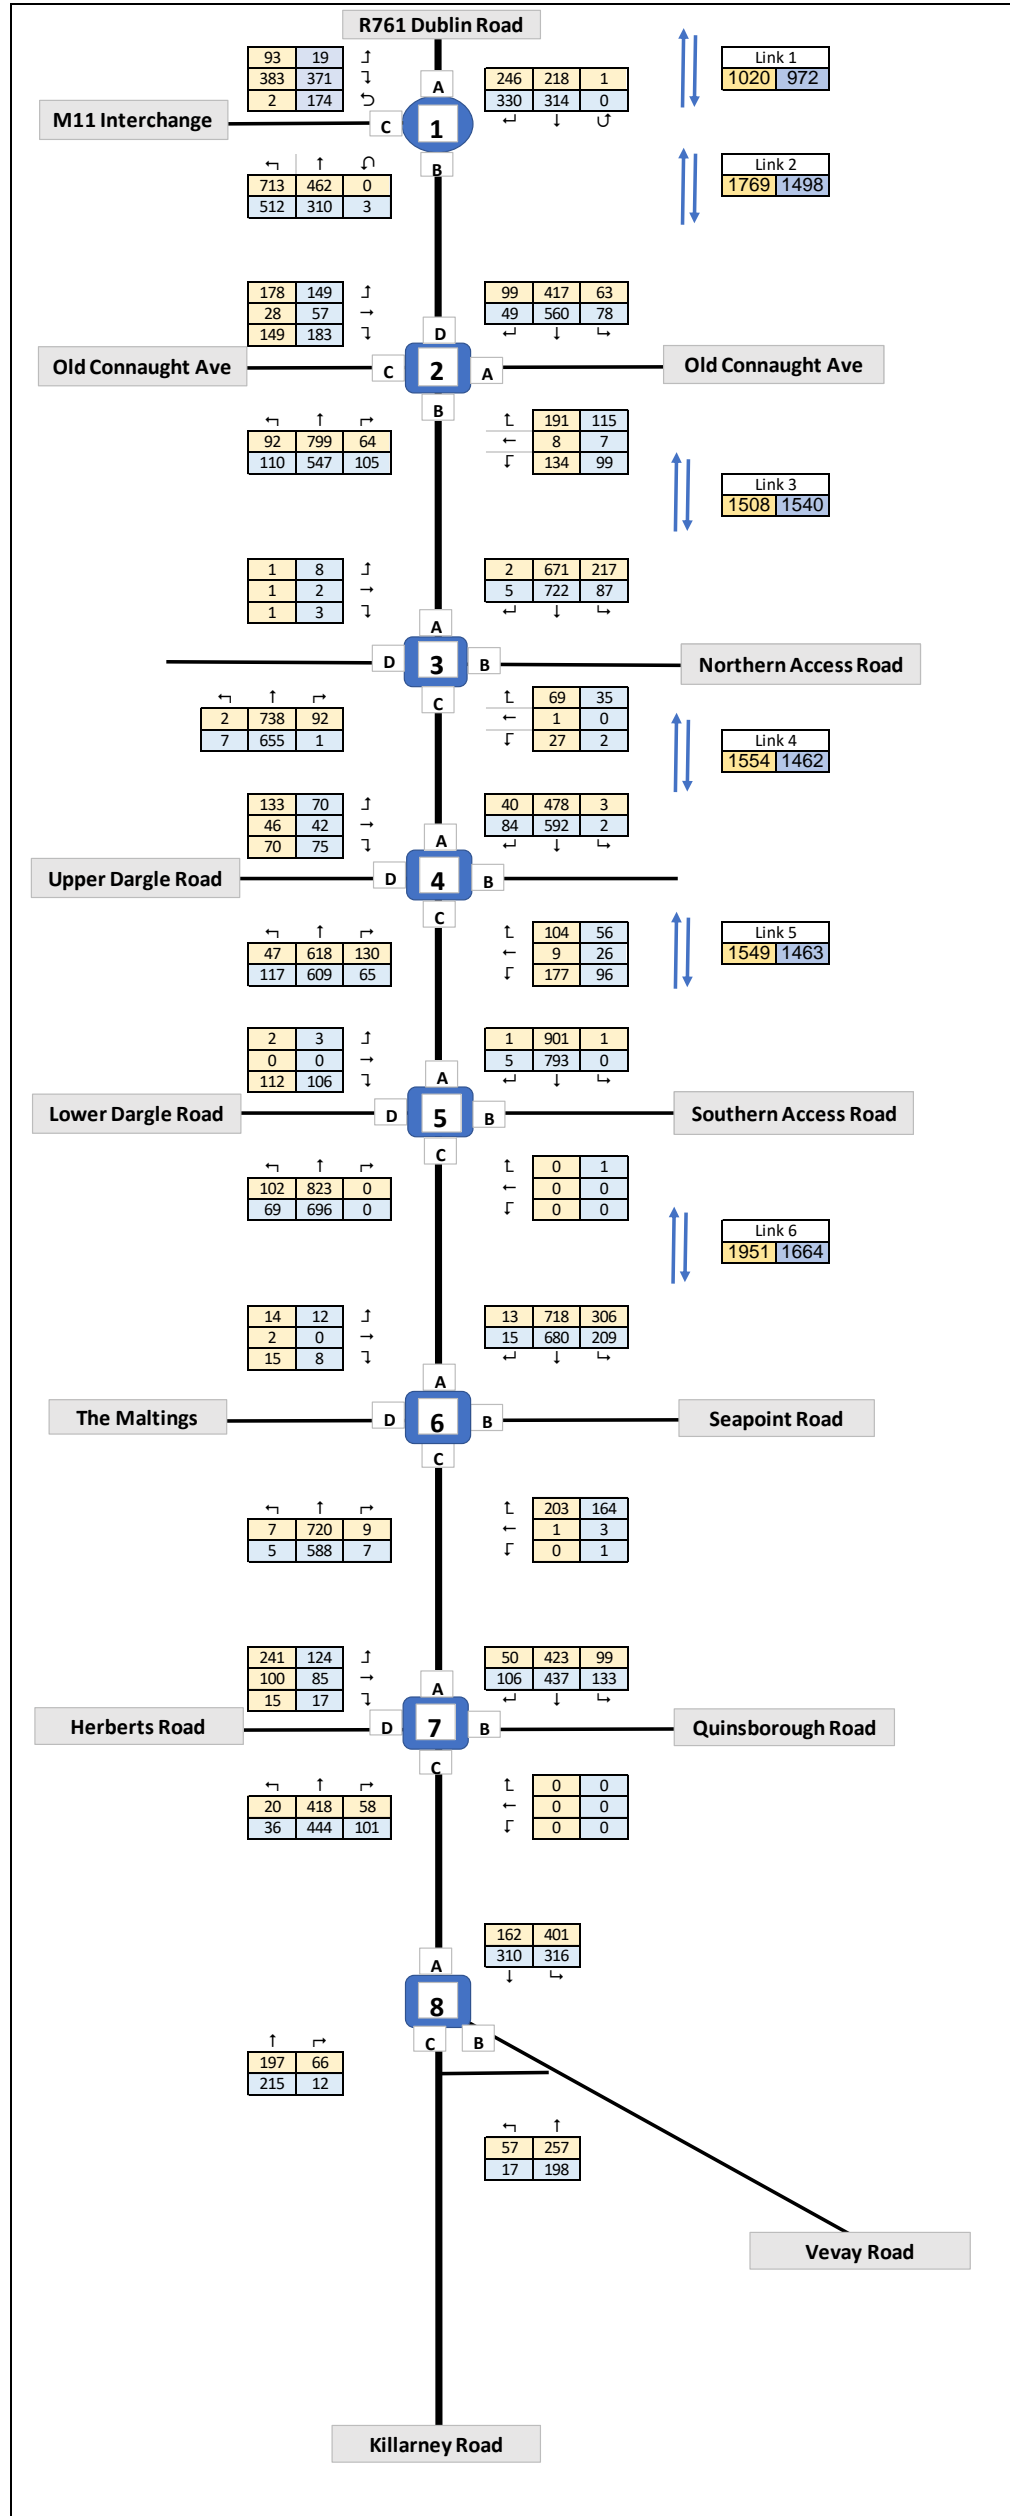 R761 Dublin Road
93 19 ↱
383 371 ↴
2 174 ⮌
246 218 1
330 314 0
↵ ↓ ⮍
Link 1
1020 972
M11 Interchange
A
C 1
B
↰ ↑ ↷
713 462 0
512 310 3
Link 2
1769 1498
178 149 ↱
28 57 →
149 183 ↴
99 417 63
49 560 78
↵ ↓ ↳
D
Old Connaught Ave
C 2 A
Old Connaught Ave
B
↰ ↑ ↱
92 799 64
110 547 105
↑ 191 115
← 8 7
↓ 134 99
Link 3
1508 1540
1 8 ↱
1 2 →
1 3 ↴
2 671 217
5 722 87
↵ ↓ ↳
A
D 3 B
Northern Access Road
C
↰ ↑ ↱
2 738 92
7 655 1
↑ 69 35
← 1 0
↓ 27 2
Link 4
1554 1462
133 70 ↱
46 42 →
70 75 ↴
40 478 3
84 592 2
↵ ↓ ↳
A
Upper Dargle Road
D 4 B
C
↰ ↑ ↱
47 618 130
117 609 65
↑ 104 56
← 9 26
↓ 177 96
Link 5
1549 1463
2 3 ↱
0 0 →
112 106 ↴
1 901 1
5 793 0
↵ ↓ ↳
A
Lower Dargle Road
D 5 B
Southern Access Road
C
↰ ↑ ↱
102 823 0
69 696 0
↑ 0 1
← 0 0
↓ 0 0
Link 6
1951 1664
14 12 ↱
2 0 →
15 8 ↴
13 718 306
15 680 209
↵ ↓ ↳
A
The Maltings
D 6 B
Seapoint Road
C
↰ ↑ ↱
7 720 9
5 588 7
↑ 203 164
← 1 3
↓ 0 1
241 124 ↱
100 85 →
15 17 ↴
50 423 99
106 437 133
↵ ↓ ↳
A
Herberts Road
D 7 B
Quinsborough Road
C
↰ ↑ ↱
20 418 58
36 444 101
↑ 0 0
← 0 0
↓ 0 0
162 401
310 316
↓ ↳
A
8
C B
↑ ↱
197 66
215 12
↰ ↑
57 257
17 198
Vevay Road
Killarney Road